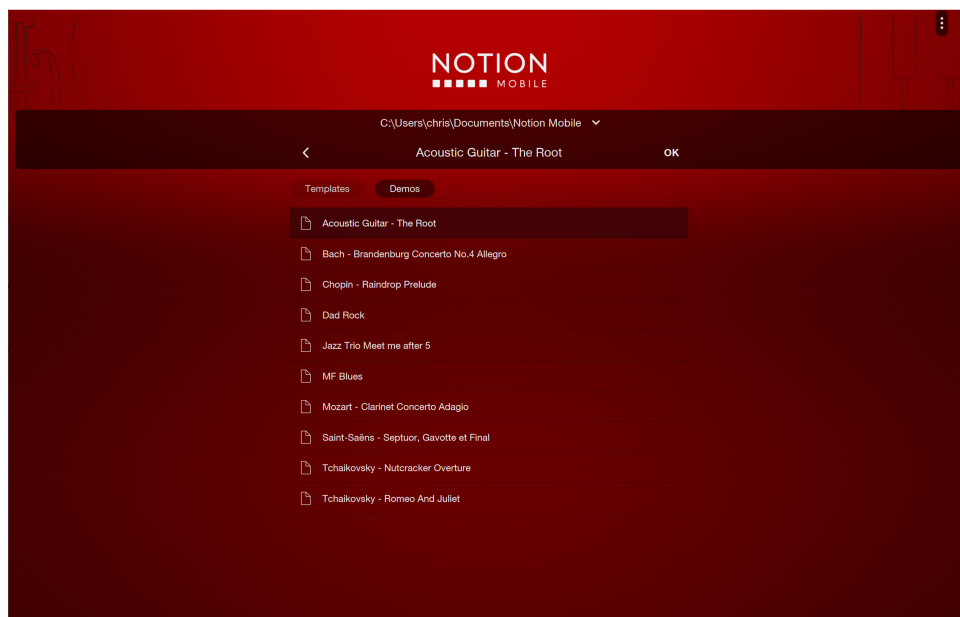 NOTION
MOBILE
C:\Users\chris\Documents\Notion Mobile
Acoustic Guitar - The Root OK
Templates Demos
Acoustic Guitar - The Root
Bach - Brandenburg Concerto No.4 Allegro
Chopin - Raindrop Prelude
Dad Rock
Jazz Trio Meet me after 5
MF Blues
Mozart - Clarinet Concerto Adagio
Saint-Saëns - Septuor, Gavotte et Final
Tchaikovsky - Nutcracker Overture
Tchaikovsky - Romeo And Juliet